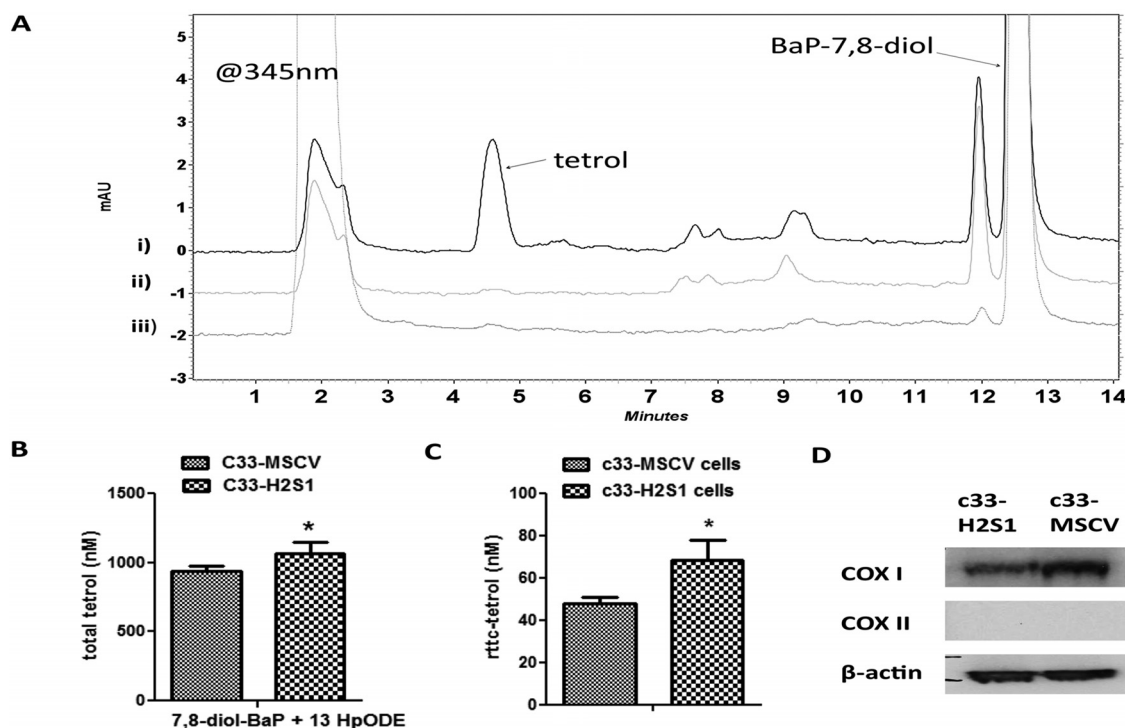 A
@345nm
BaP-7,8-diol
tetrol
mAU
5
4
3
2
1
0
-1
-2
-3
i)
ii)
iii)
1 2 3 4 5 6 7 8 9 10 11 12 13 14
Minutes
B
C33-MSCV
C33-H2S1
total tetrol (nM)
1500
1000
500
0
*
7,8-diol-BaP + 13 HpODE
C
c33-MSCV cells
c33-H2S1 cells
rttc-tetrol (nM)
100
80
60
40
20
0
*
D
c33-
H2S1
c33-
MSCV
COX I
COX II
β-actin